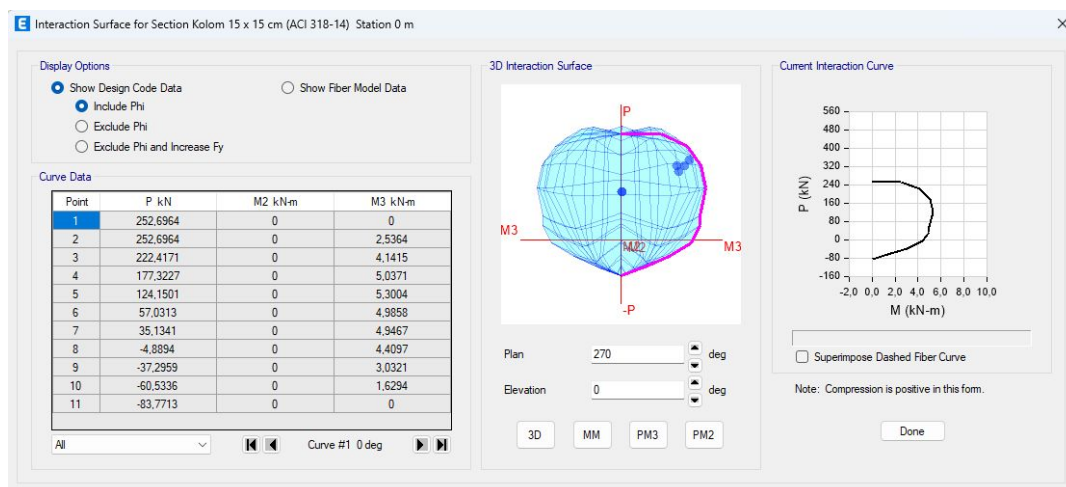 E Interaction Surface for Section Kolom 15 x 15 cm (ACI 318-14) Station 0 m
Display Options
Show Design Code Data
Show Fiber Model Data
Include Phi
Exclude Phi
Exclude Phi and Increase Fy
Curve Data
Point P kN M2 kN-m M3 kN-m
1 252,6964 0 0
2 252,6964 0 2,5364
3 222,4171 0 4,1415
4 177,3227 0 5,0371
5 124,1501 0 5,3004
6 57,0313 0 4,9858
7 35,1341 0 4,9467
8 -4,8894 0 4,4097
9 -37,2959 0 3,0321
10 -60,5336 0 1,6294
11 -83,7713 0 0
All
Curve #1 0 deg
3D Interaction Surface
P
M3
M3
-P
Plan 270 deg
Elevation 0 deg
3D MM PM3 PM2
Current Interaction Curve
P (kN)
560
480
400
320
240
160
80
0
-80
-160
-2,0 0,0 2,0 4,0 6,0 8,0 10,0
M (kN-m)
Superimpose Dashed Fiber Curve
Note: Compression is positive in this form.
Done